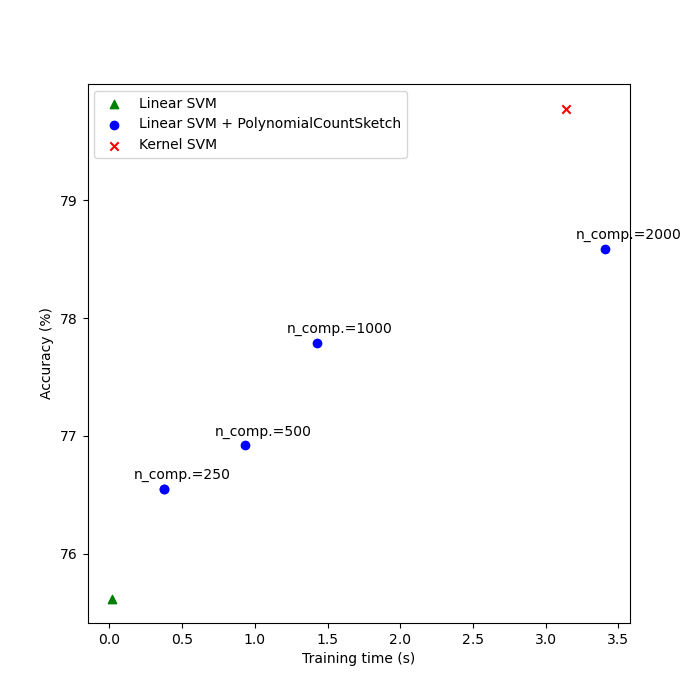 Linear SVM
Linear SVM + PolynomialCountSketch
Kernel SVM
79
n_comp.=2000
78
n_comp.=1000
Accuracy (%)
77
n_comp.=500
n_comp.=250
76
0.0 0.5 1.0 1.5 2.0 2.5 3.0 3.5
Training time (s)